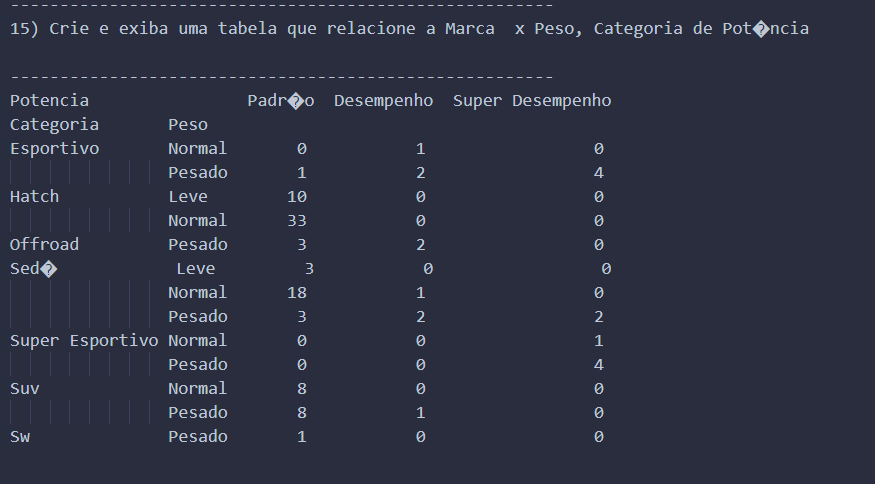 -------------------------------------------------------
15) Crie e exiba uma tabela que relacione a Marca  x Peso, Categoria de Pot�ncia
-------------------------------------------------------
Potencia                Padr�o  Desempenho  Super Desempenho
Categoria       Peso
Esportivo       Normal       0           1                 0
                Pesado       1           2                 4
Hatch           Leve        10           0                 0
                Normal      33           0                 0
Offroad         Pesado       3           2                 0
Sed�            Leve         3           0                 0
                Normal      18           1                 0
                Pesado       3           2                 2
Super Esportivo Normal       0           0                 1
                Pesado       0           0                 4
Suv             Normal       8           0                 0
                Pesado       8           1                 0
Sw              Pesado       1           0                 0